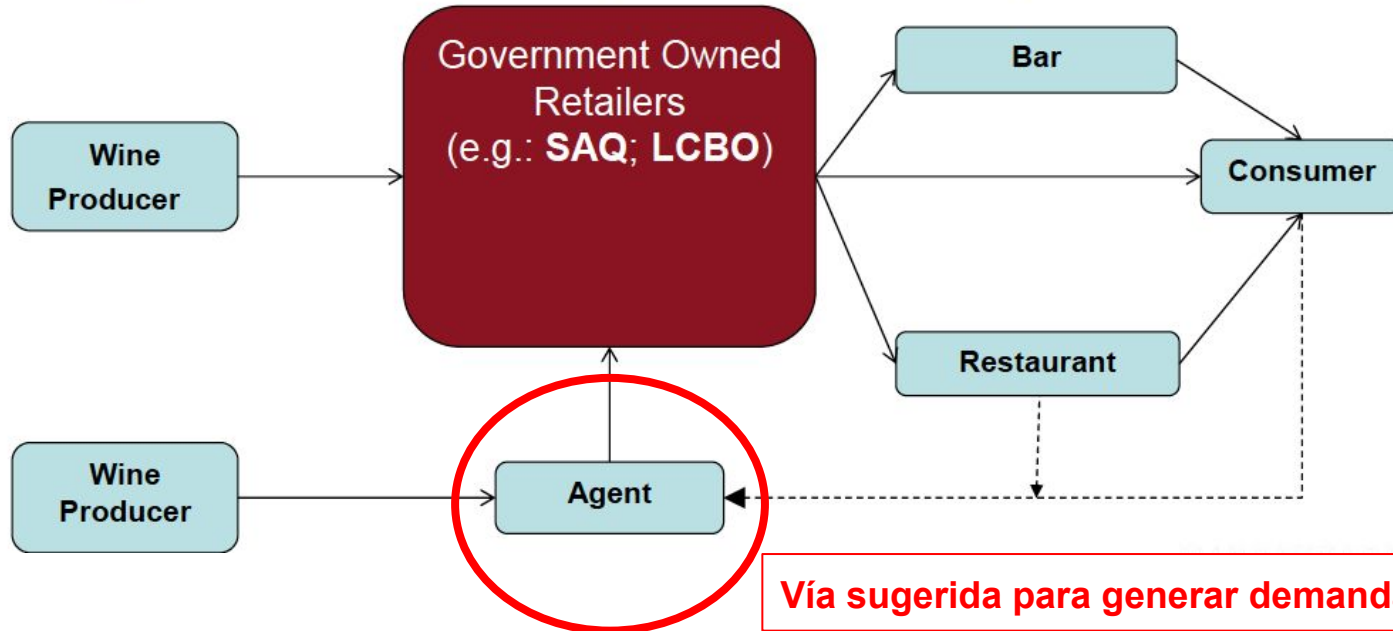 Government Owned
Retailers
(e.g.: SAQ; LCBO)
Bar
Wine
Producer
Consumer
Restaurant
Wine
Producer
Agent
Vía sugerida para generar demand